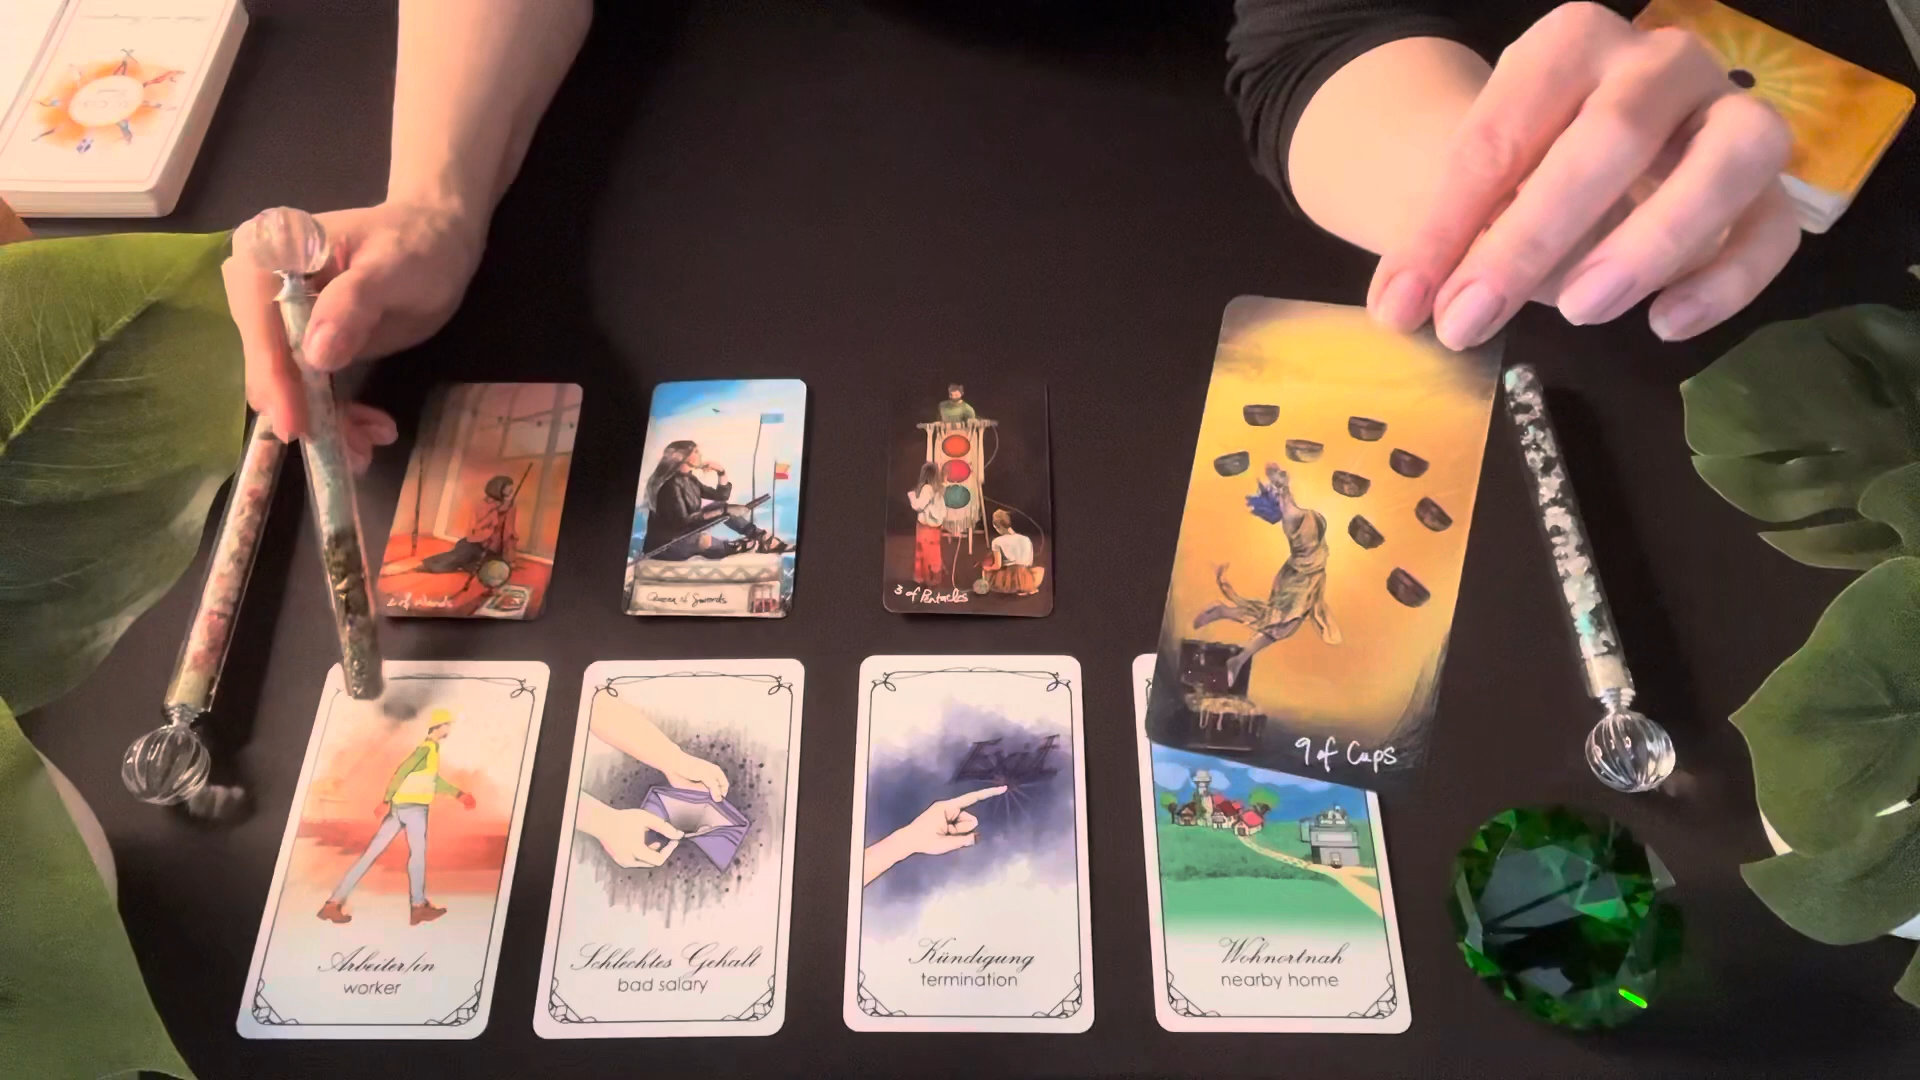 2 of Wands
Queen of Swords
3 of Pentacles
9 of Cups
Exit
Arbeiter/in
worker
Schlechtes Gehalt
bad salary
Kündigung
termination
Wohnortnah
nearby home